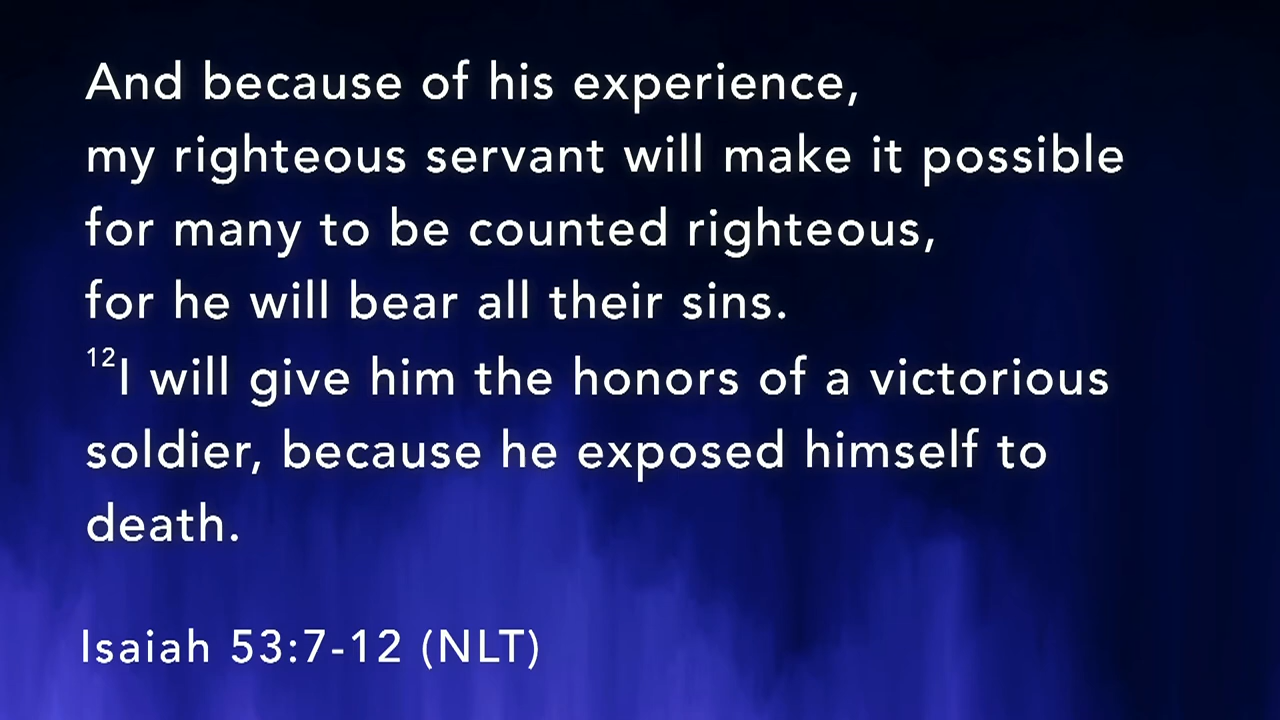 And because of his experience,
my righteous servant will make it possible
for many to be counted righteous,
for he will bear all their sins.
12I will give him the honors of a victorious
soldier, because he exposed himself to
death.
Isaiah 53:7-12 (NLT)